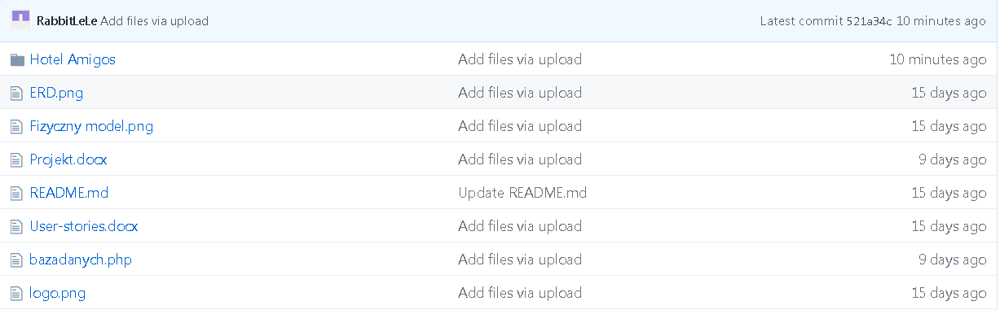 RabbitLeLe Add files via upload Latest commit 521a34c 10 minutes ago
Hotel Amigos Add files via upload 10 minutes ago
ERD.png Add files via upload 15 days ago
Fizyczny model.png Add files via upload 15 days ago
Projekt.docx Add files via upload 9 days ago
README.md Update README.md 15 days ago
User-stories.docx Add files via upload 15 days ago
bazadanych.php Add files via upload 9 days ago
logo.png Add files via upload 15 days ago